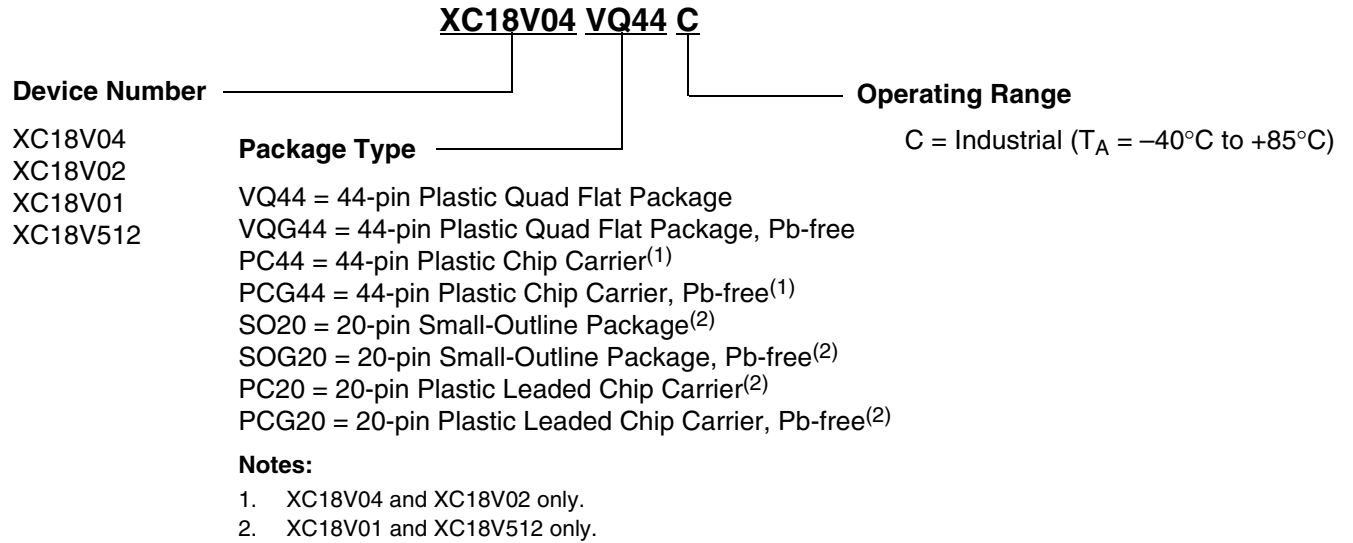 XC18V04 VQ44 C
Device Number
XC18V04
XC18V02
XC18V01
XC18V512
Package Type
VQ44 = 44-pin Plastic Quad Flat Package
VQG44 = 44-pin Plastic Quad Flat Package, Pb-free
PC44 = 44-pin Plastic Chip Carrier(1)
PCG44 = 44-pin Plastic Chip Carrier, Pb-free(1)
SO20 = 20-pin Small-Outline Package(2)
SOG20 = 20-pin Small-Outline Package, Pb-free(2)
PC20 = 20-pin Plastic Leaded Chip Carrier(2)
PCG20 = 20-pin Plastic Leaded Chip Carrier, Pb-free(2)
Notes:
1. XC18V04 and XC18V02 only.
2. XC18V01 and XC18V512 only.
Operating Range
C = Industrial (TA = –40°C to +85°C)